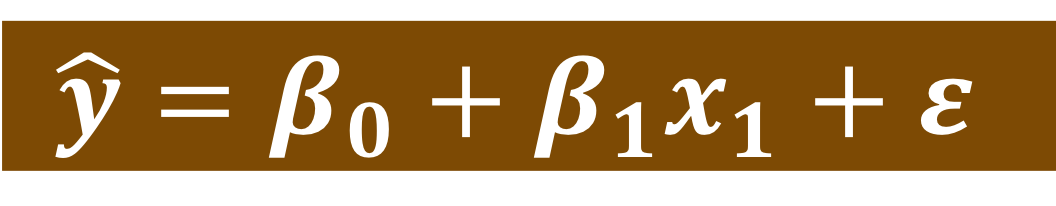 ŷ = β₀ + β₁x₁ + ε